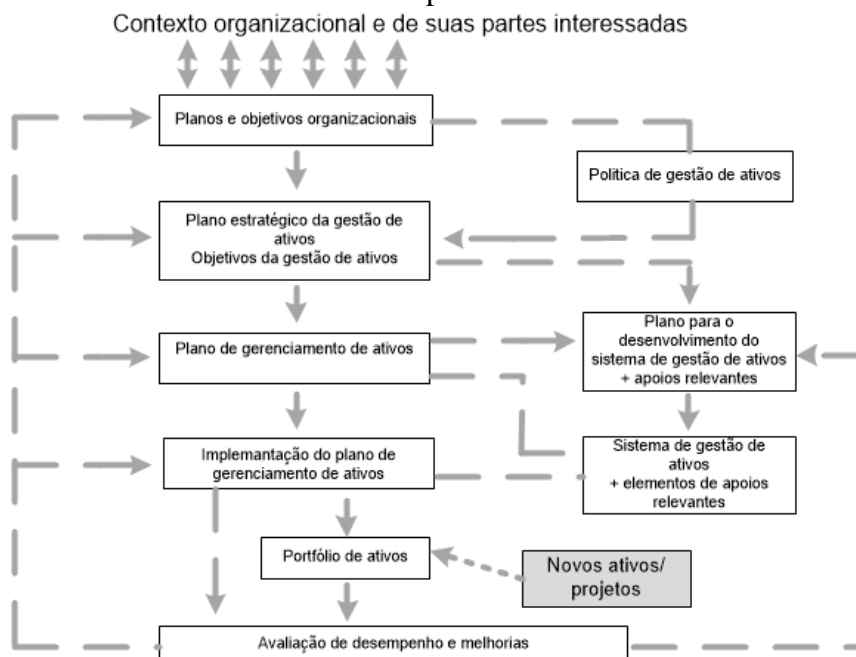 Contexto organizacional e de suas partes interessadas
Planos e objetivos organizacionais
Politica de gestão de ativos
Plano estratégico da gestão de
ativos
Objetivos da gestão de ativos
Plano de gerenciamento de ativos
Plano para o
desenvolvimento do
sistema de gestão de ativos
+ apoios relevantes
Implemantação do plano de
gerenciamento de ativos
Sistema de gestão de
ativos
+ elementos de apoios
relevantes
Portfólio de ativos
Novos ativos/
projetos
Avaliação de desempenho e melhorias